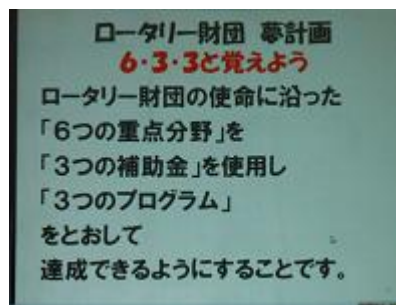 ロータリー財団 夢計画
6・3・3と覚えよう
ロータリー財団の使命に沿った
「6つの重点分野」を
「3つの補助金」を使用し
「3つのプログラム」
をとおして
達成できるようにすることです。